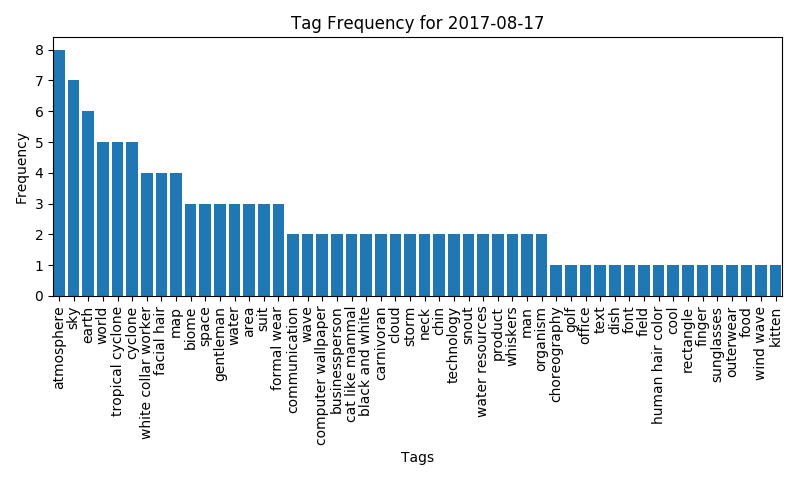 Tag Frequency for 2017-08-17
Frequency
8
7
6
5
4
3
2
1
0
atmosphere
sky
earth
world
tropical cyclone
cyclone
white collar worker
facial hair
map
biome
space
gentleman
water
area
suit
formal wear
communication
wave
computer wallpaper
businessperson
cat like mammal
black and white
carnivoran
cloud
storm
neck
chin
technology
snout
water resources
product
whiskers
man
organism
choreography
golf
office
text
dish
font
field
human hair color
cool
rectangle
finger
sunglasses
outerwear
food
wind wave
kitten
Tags